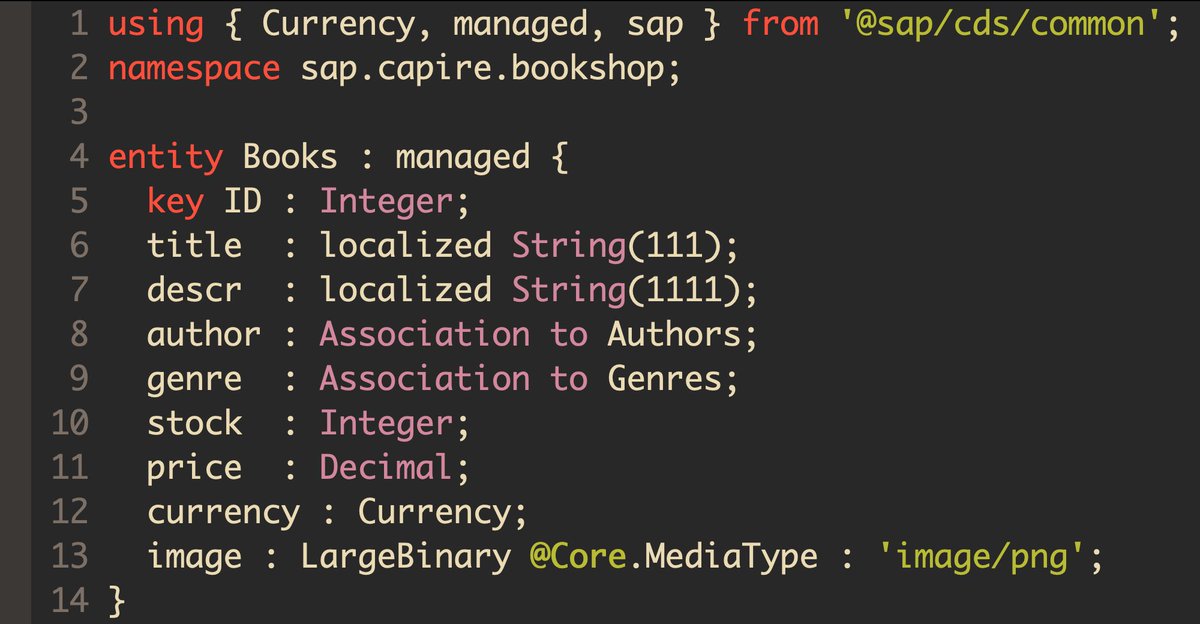 1 using { Currency, managed, sap } from '@sap/cds/common';
2 namespace sap.capire.bookshop;
3
4 entity Books : managed {
5   key ID : Integer;
6   title  : localized String(111);
7   descr  : localized String(1111);
8   author : Association to Authors;
9   genre  : Association to Genres;
10   stock  : Integer;
11   price  : Decimal;
12   currency : Currency;
13   image : LargeBinary @Core.MediaType : 'image/png';
14 }